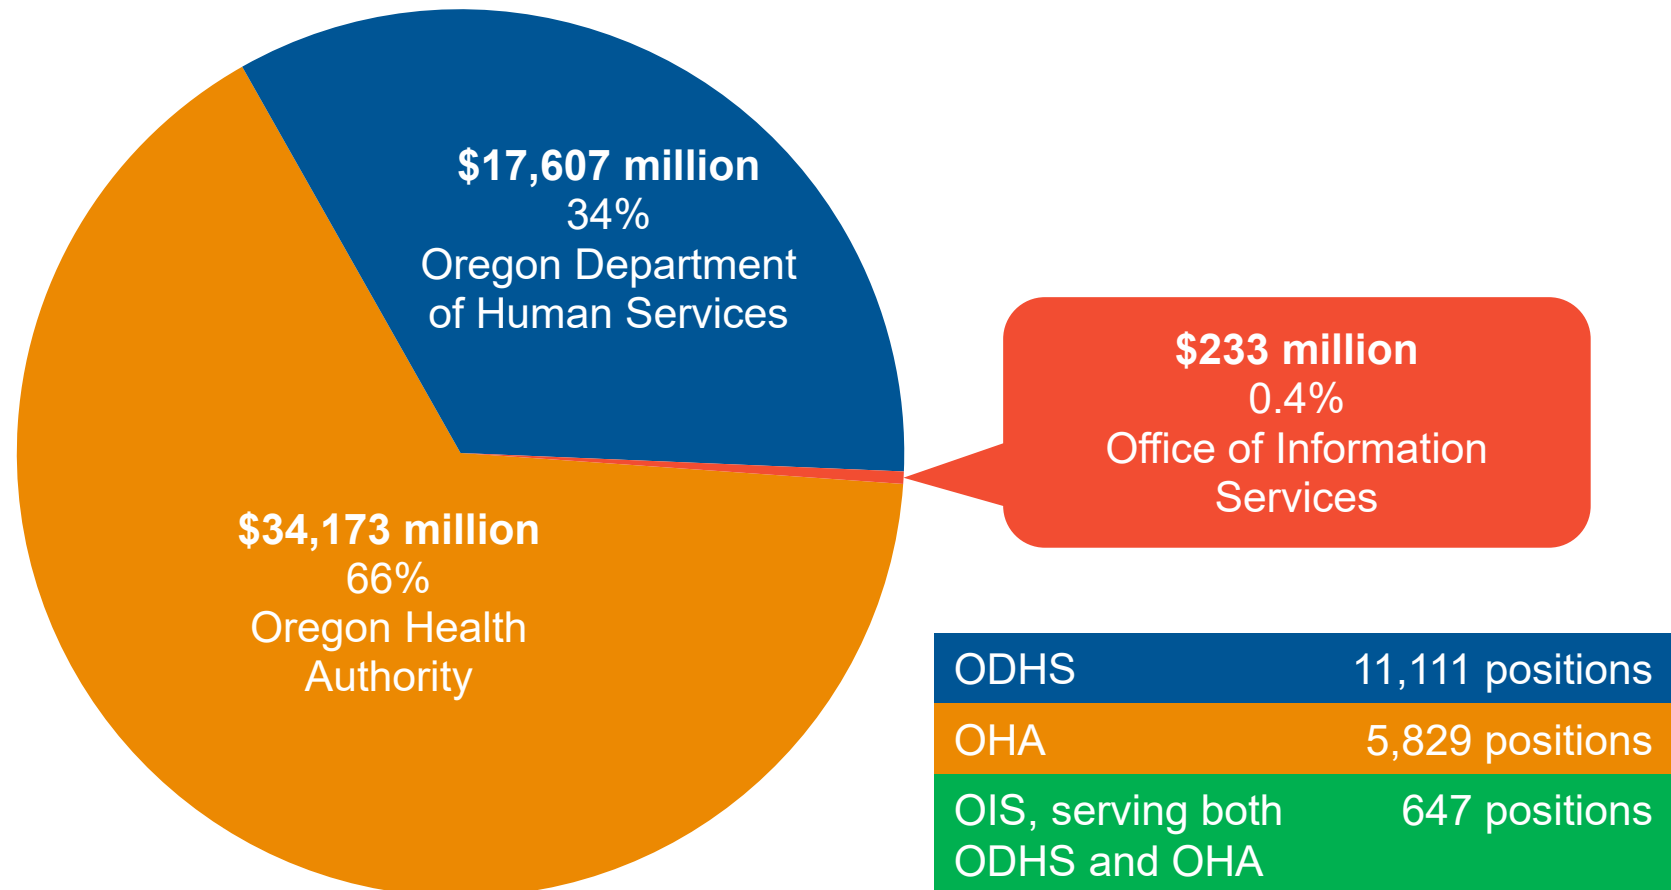 $17,607 million
34%
Oregon Department
of Human Services
$34,173 million
66%
Oregon Health
Authority
$233 million
0.4%
Office of Information
Services
ODHS 11,111 positions
OHA 5,829 positions
OIS, serving both 647 positions
ODHS and OHA